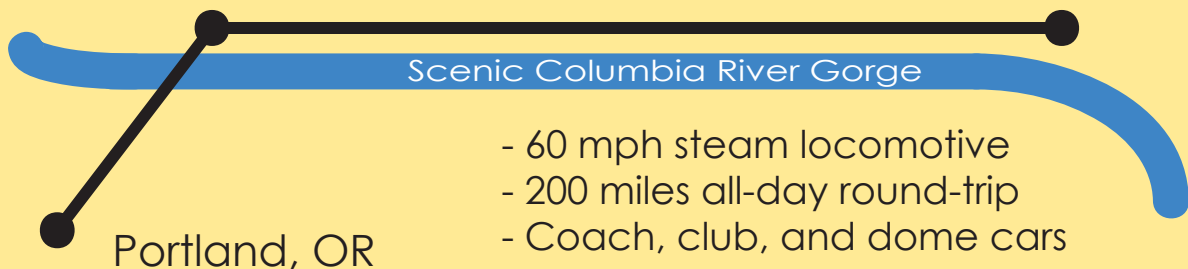 Scenic Columbia River Gorge
- 60 mph steam locomotive
- 200 miles all-day round-trip
- Coach, club, and dome cars
Portland, OR